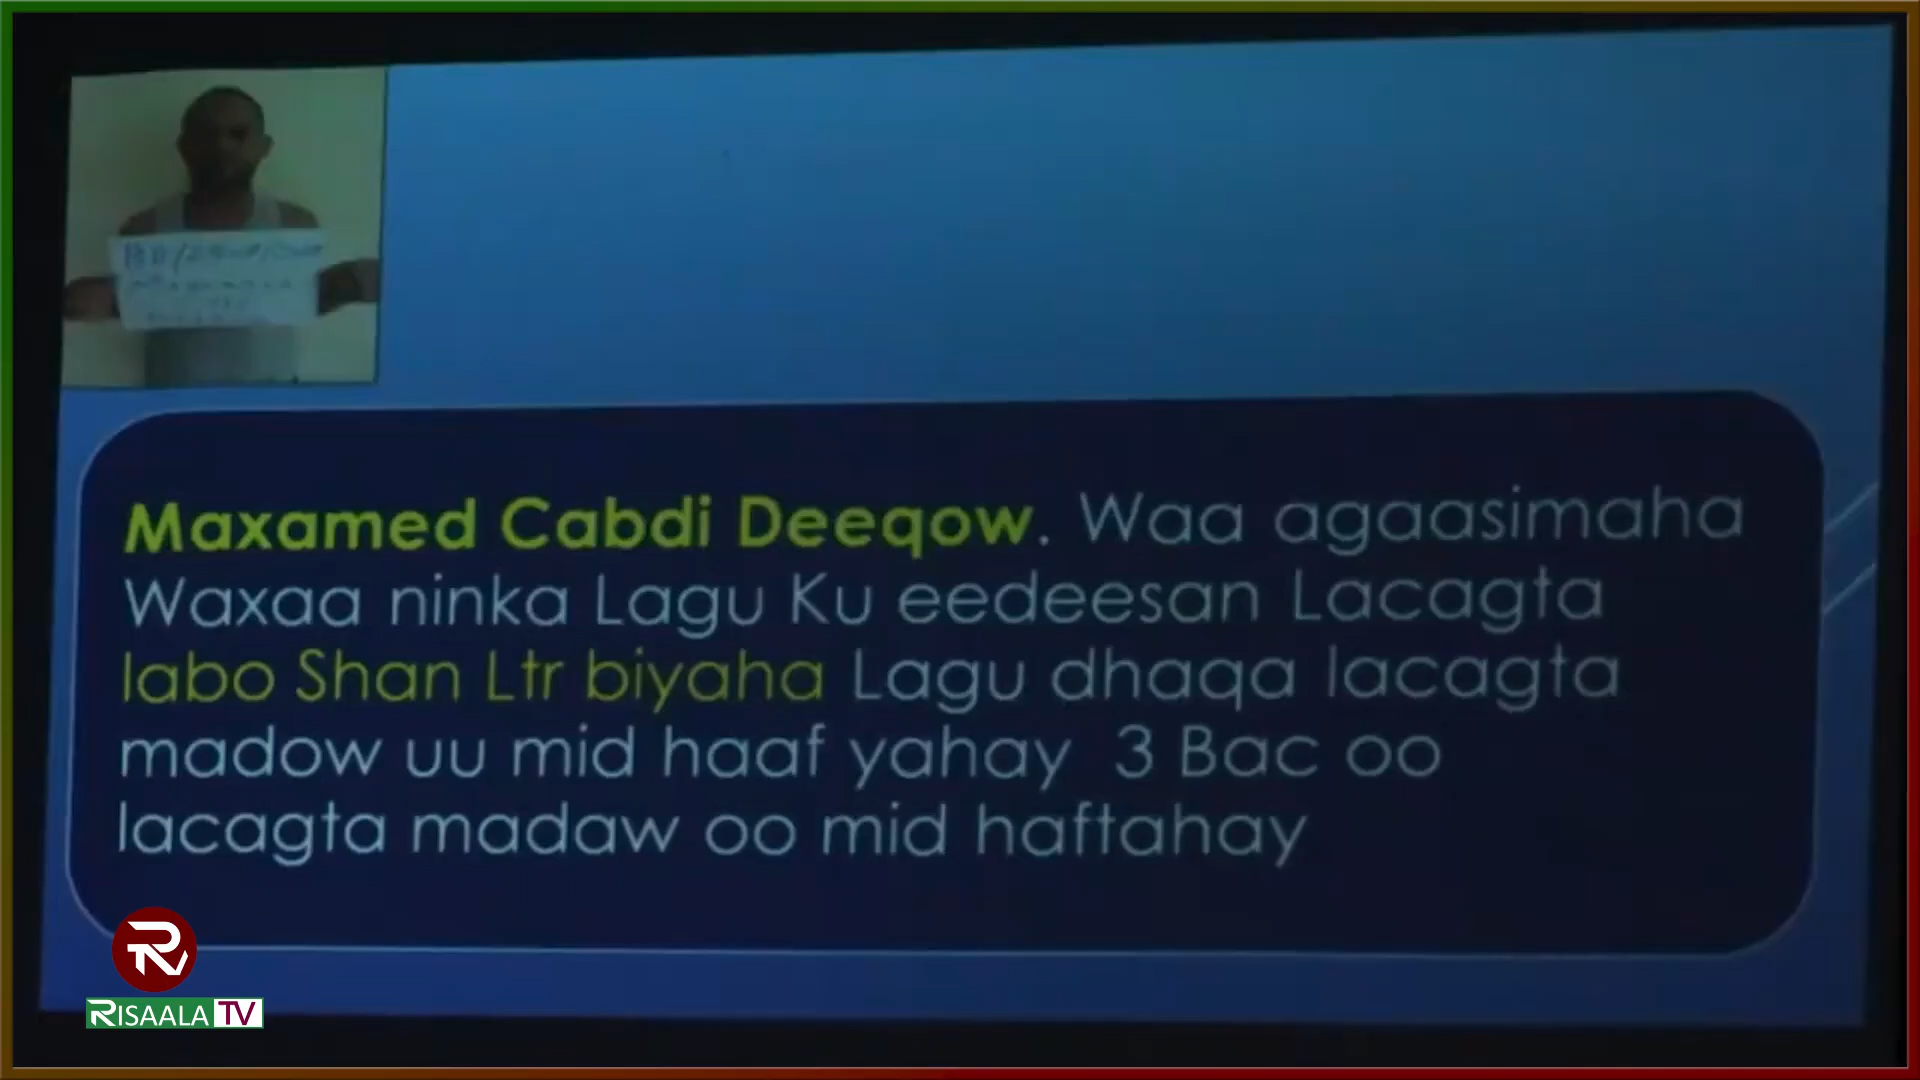 Maxamed Cabdi Deeqow. Waa agaasimaha
Waxaa ninka Lagu Ku eedeesan Lacagta
labo Shan Ltr biyaha Lagu dhaqa lacagta
madow uu mid haaf yahay 3 Bac oo
lacagta madaw oo mid haftahay
RISAALA TV